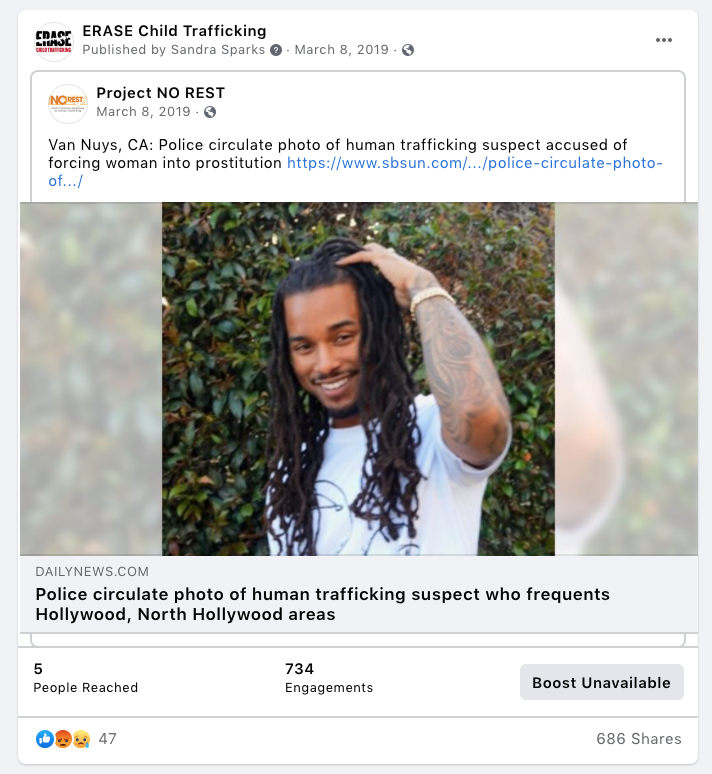 ERASE
CHILD TRAFFICKING
ERASE Child Trafficking
Published by Sandra Sparks ? · March 8, 2019 ·
NO REST
Project NO REST
March 8, 2019 ·
Van Nuys, CA: Police circulate photo of human trafficking suspect accused of
forcing woman into prostitution https://www.sbsun.com/.../police-circulate-photo-
of.../
DAILYNEWS.COM
Police circulate photo of human trafficking suspect who frequents
Hollywood, North Hollywood areas
5
People Reached
734
Engagements
Boost Unavailable
47
686 Shares